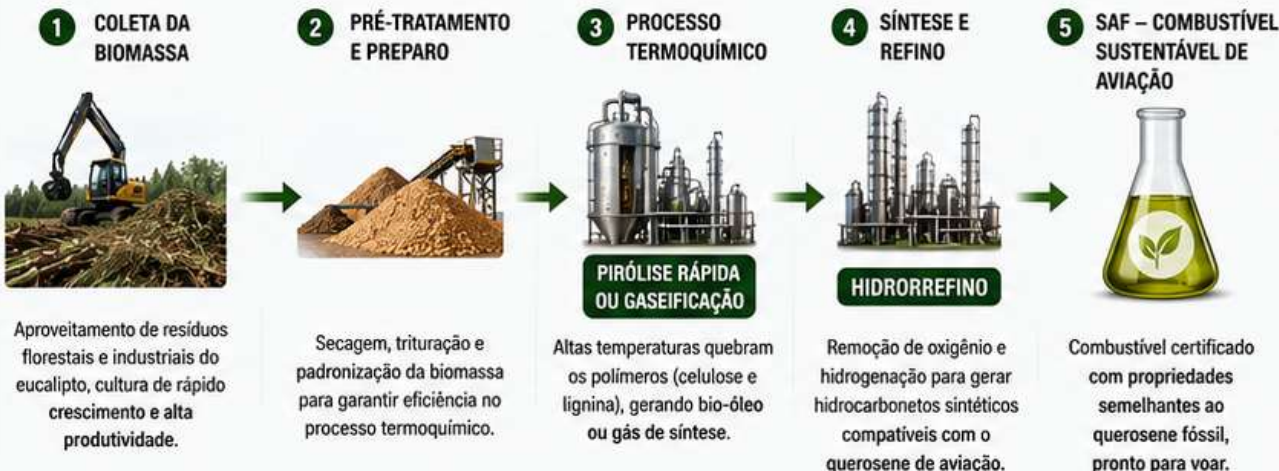 1 COLETA DA
BIOMASSA
Aproveitamento de resíduos
florestais e industriais do
eucalipto, cultura de rápido
crescimento e alta
produtividade.
2 PRÉ-TRATAMENTO
E PREPARO
Secagem, trituração e
padronização da biomassa
para garantir eficiência no
processo termoquímico.
3 PROCESSO
TERMOQUÍMICO
PIRÓLISE RÁPIDA
OU GASEIFICAÇÃO
Altas temperaturas quebram
os polímeros (celulose e
lignina), gerando bio-óleo
ou gás de síntese.
4 SÍNTESE E
REFINO
HIDRORREFINO
Remoção de oxigênio e
hidrogenação para gerar
hidrocarbonetos sintéticos
compatíveis com o
querosene de aviação.
5 SAF – COMBUSTÍVEL
SUSTENTÁVEL DE
AVIAÇÃO
Combustível certificado
com propriedades
semelhantes ao
querosene fóssil,
pronto para voar.